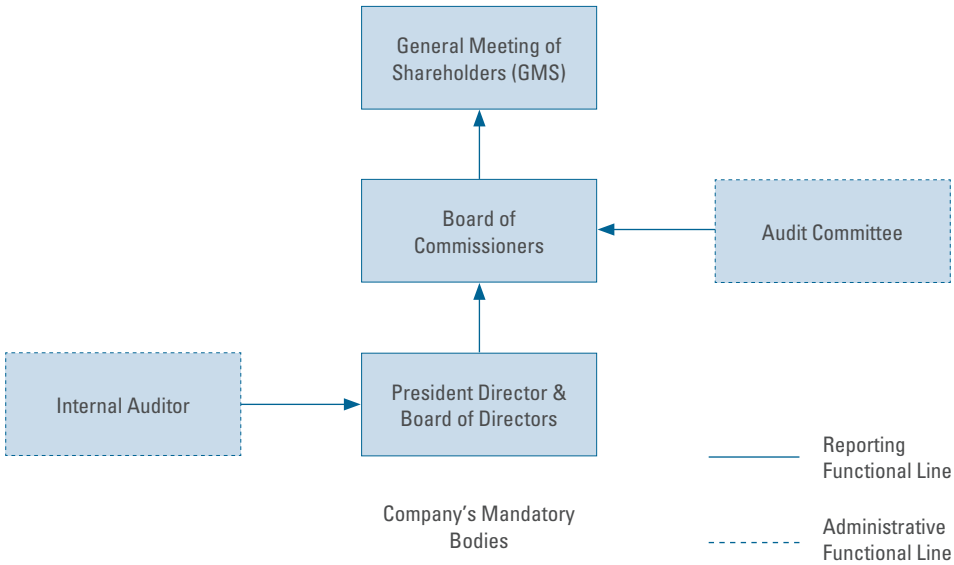 General Meeting of
Shareholders (GMS)
Board of
Commissioners
Audit Committee
Internal Auditor
President Director &
Board of Directors
Company’s Mandatory
Bodies
Reporting
Functional Line
Administrative
Functional Line